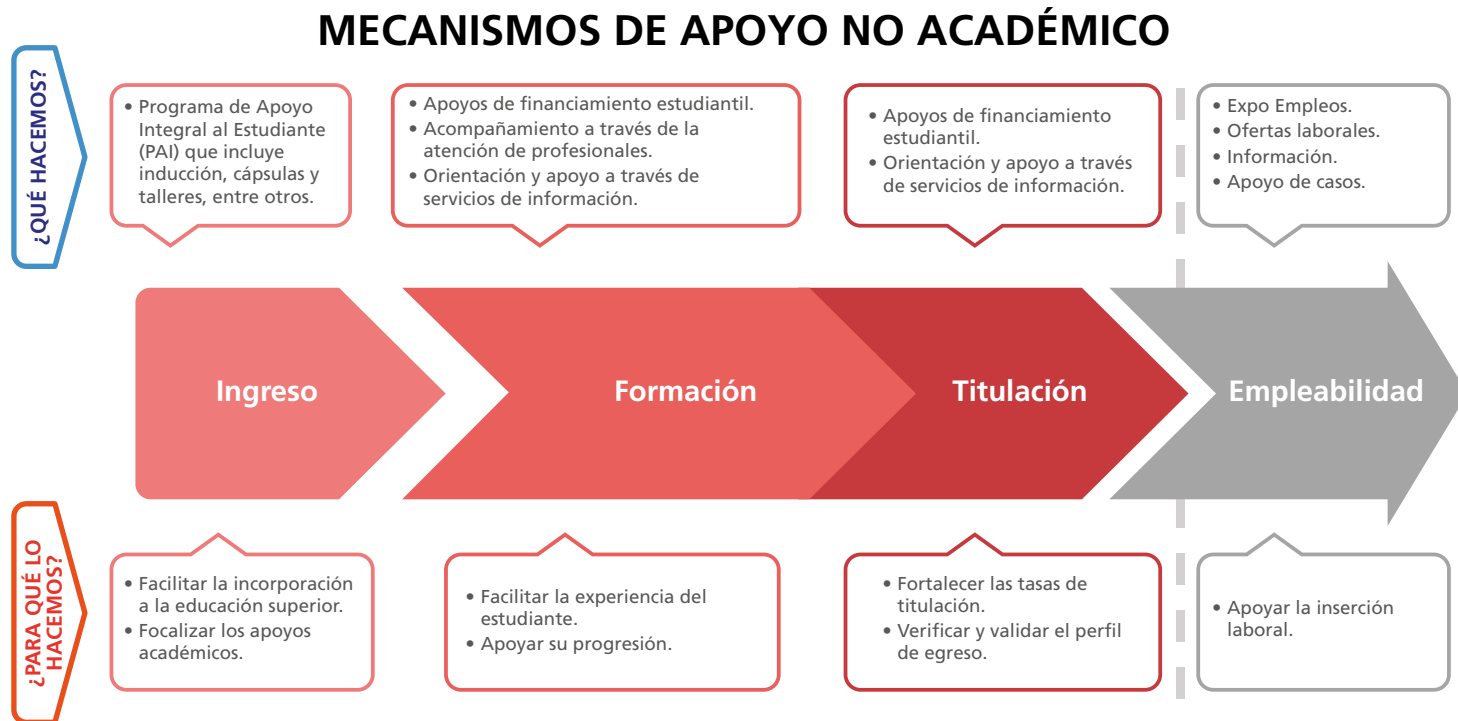 MECANISMOS DE APOYO NO ACADÉMICO
¿QUÉ HACEMOS?
• Programa de Apoyo
Integral al Estudiante
(PAI) que incluye
inducción, cápsulas y
talleres, entre otros.
• Apoyos de financiamiento estudiantil.
• Acompañamiento a través de la
atención de profesionales.
• Orientación y apoyo a través de
servicios de información.
• Apoyos de financiamiento
estudiantil.
• Orientación y apoyo a través
de servicios de información.
• Expo Empleos.
• Ofertas laborales.
• Información.
• Apoyo de casos.
Ingreso
Formación
Titulación
Empleabilidad
¿PARA QUÉ LO
HACEMOS?
• Facilitar la incorporación
a la educación superior.
• Focalizar los apoyos
académicos.
• Facilitar la experiencia del
estudiante.
• Apoyar su progresión.
• Fortalecer las tasas de
titulación.
• Verificar y validar el perfil
de egreso.
• Apoyar la inserción
laboral.